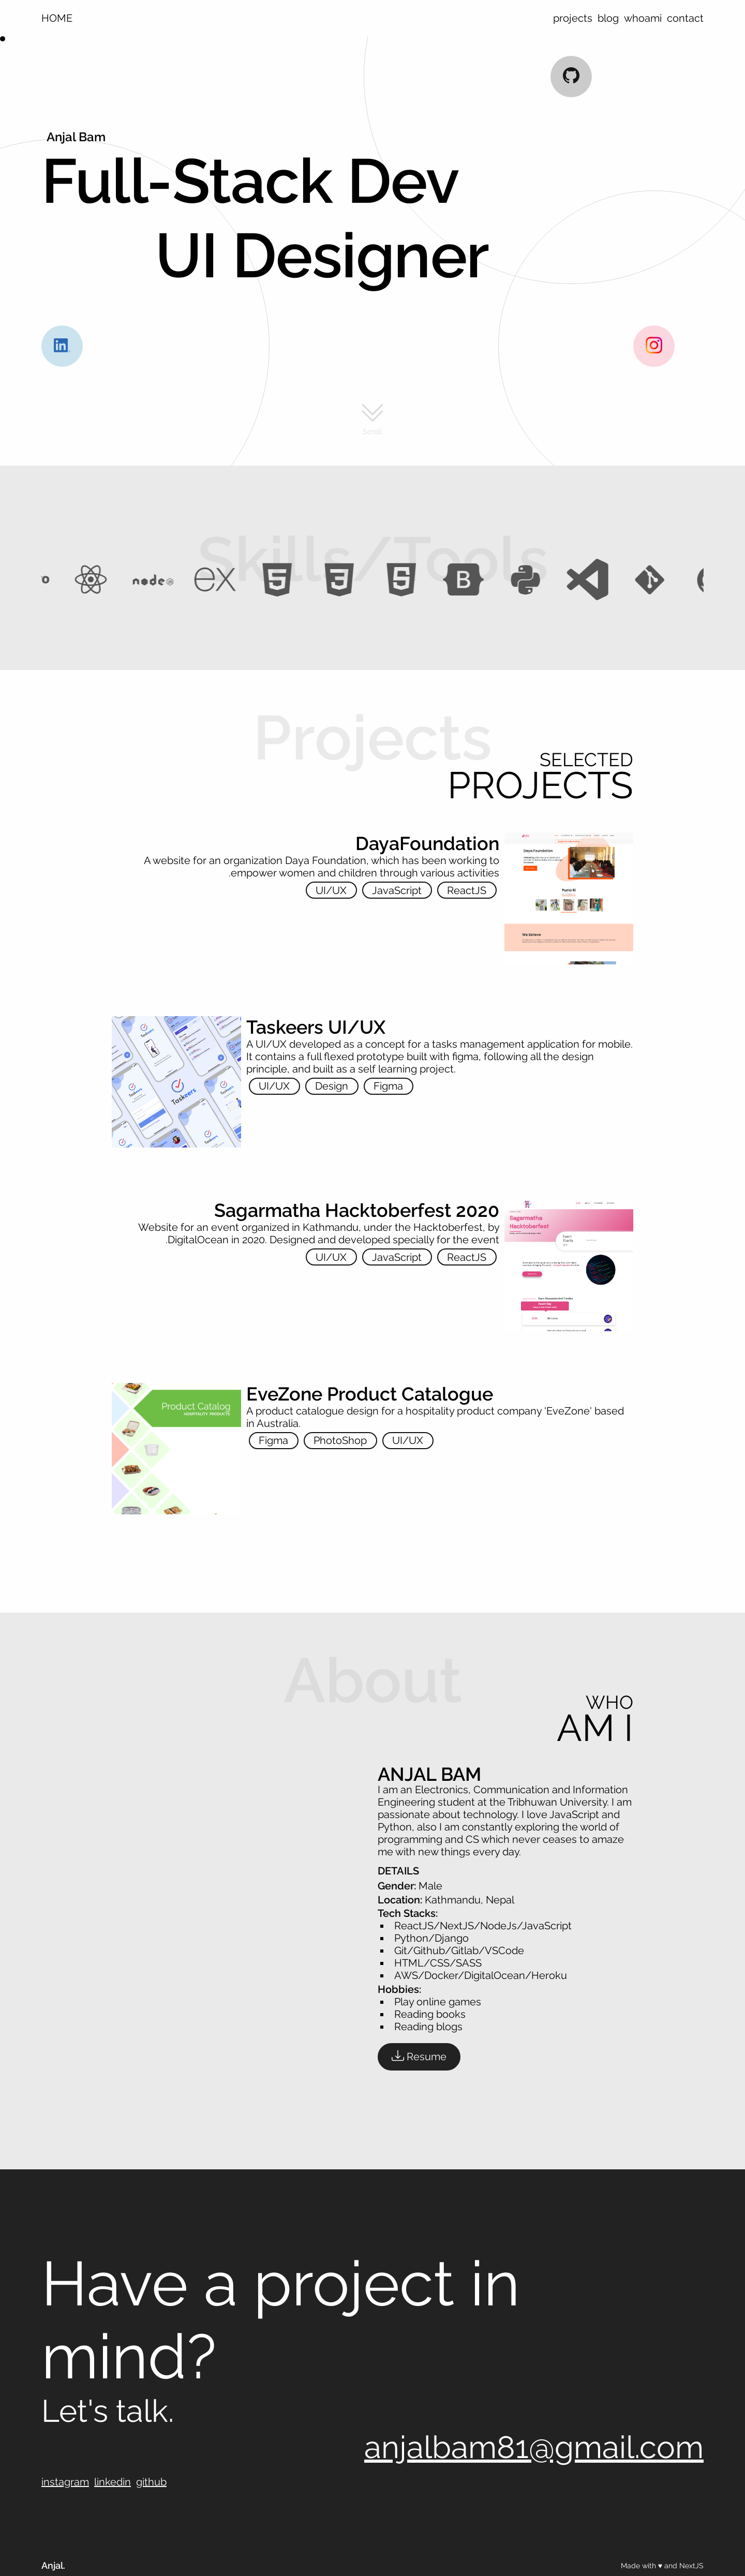 HOME
projects blog whoami contact
Anjal Bam
Full-Stack Dev
UI Designer
Scroll
Skills/Tools
node
Projects
SELECTED
PROJECTS
DayaFoundation
A website for an organization Daya Foundation, which has been working to
.empower women and children through various activities
UI/UX JavaScript ReactJS
Taskeers UI/UX
A UI/UX developed as a concept for a tasks management application for mobile.
It contains a full flexed prototype built with figma, following all the design
principle, and built as a self learning project.
UI/UX Design Figma
Taskeers
Sagarmatha Hacktoberfest 2020
Website for an event organized in Kathmandu, under the Hacktoberfest, by
.DigitalOcean in 2020. Designed and developed specially for the event
UI/UX JavaScript ReactJS
Sagarmatha
Hacktoberfest
Product Catalog
HOSPITALITY PRODUCTS
EveZone Product Catalogue
A product catalogue design for a hospitality product company 'EveZone' based
in Australia.
Figma PhotoShop UI/UX
About
WHO
AM I
ANJAL BAM
I am an Electronics, Communication and Information
Engineering student at the Tribhuwan University. I am
passionate about technology. I love JavaScript and
Python, also I am constantly exploring the world of
programming and CS which never ceases to amaze
me with new things every day.
DETAILS
Gender: Male
Location: Kathmandu, Nepal
Tech Stacks:
ReactJS/NextJS/NodeJs/JavaScript
Python/Django
Git/Github/Gitlab/VSCode
HTML/CSS/SASS
AWS/Docker/DigitalOcean/Heroku
Hobbies:
Play online games
Reading books
Reading blogs
Resume
Have a project in
mind?
Let's talk.
anjalbam81@gmail.com
instagram linkedin github
Anjal.
Made with ♥ and NextJS